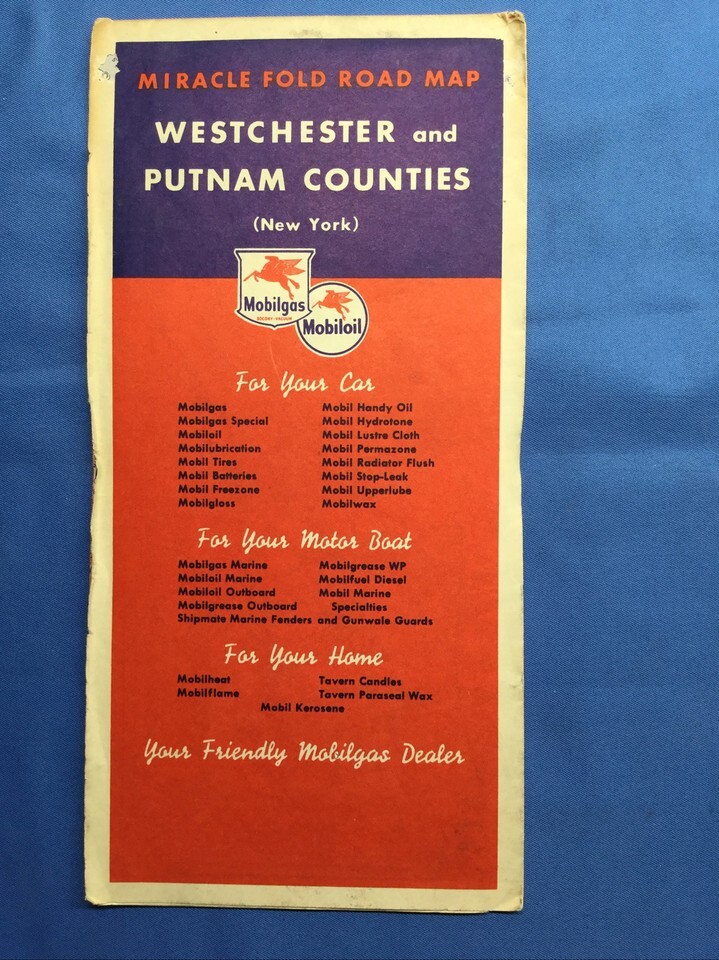 MIRACLE FOLD ROAD MAP
WESTCHESTER and
PUTNAM COUNTIES
(New York)
Mobilgas
SOCONY-VACUUM
Mobiloil
For Your Car
Mobilgas Mobil Handy Oil
Mobilgas Special Mobil Hydrotone
Mobiloil Mobil Lustre Cloth
Mobilubrication Mobil Permazone
Mobil Tires Mobil Radiator Flush
Mobil Batteries Mobil Stop-Leak
Mobil Freezone Mobil Upperlube
Mobilgloss Mobilwax
For Your Motor Boat
Mobilgas Marine Mobilgrease WP
Mobiloil Marine Mobilfuel Diesel
Mobiloil Outboard Mobil Marine
Mobilgrease Outboard Specialties
Shipmate Marine Fenders and Gunwale Guards
For Your Home
Mobilheat Tavern Candles
Mobilflame Tavern Paraseal Wax
Mobil Kerosene
Your Friendly Mobilgas Dealer